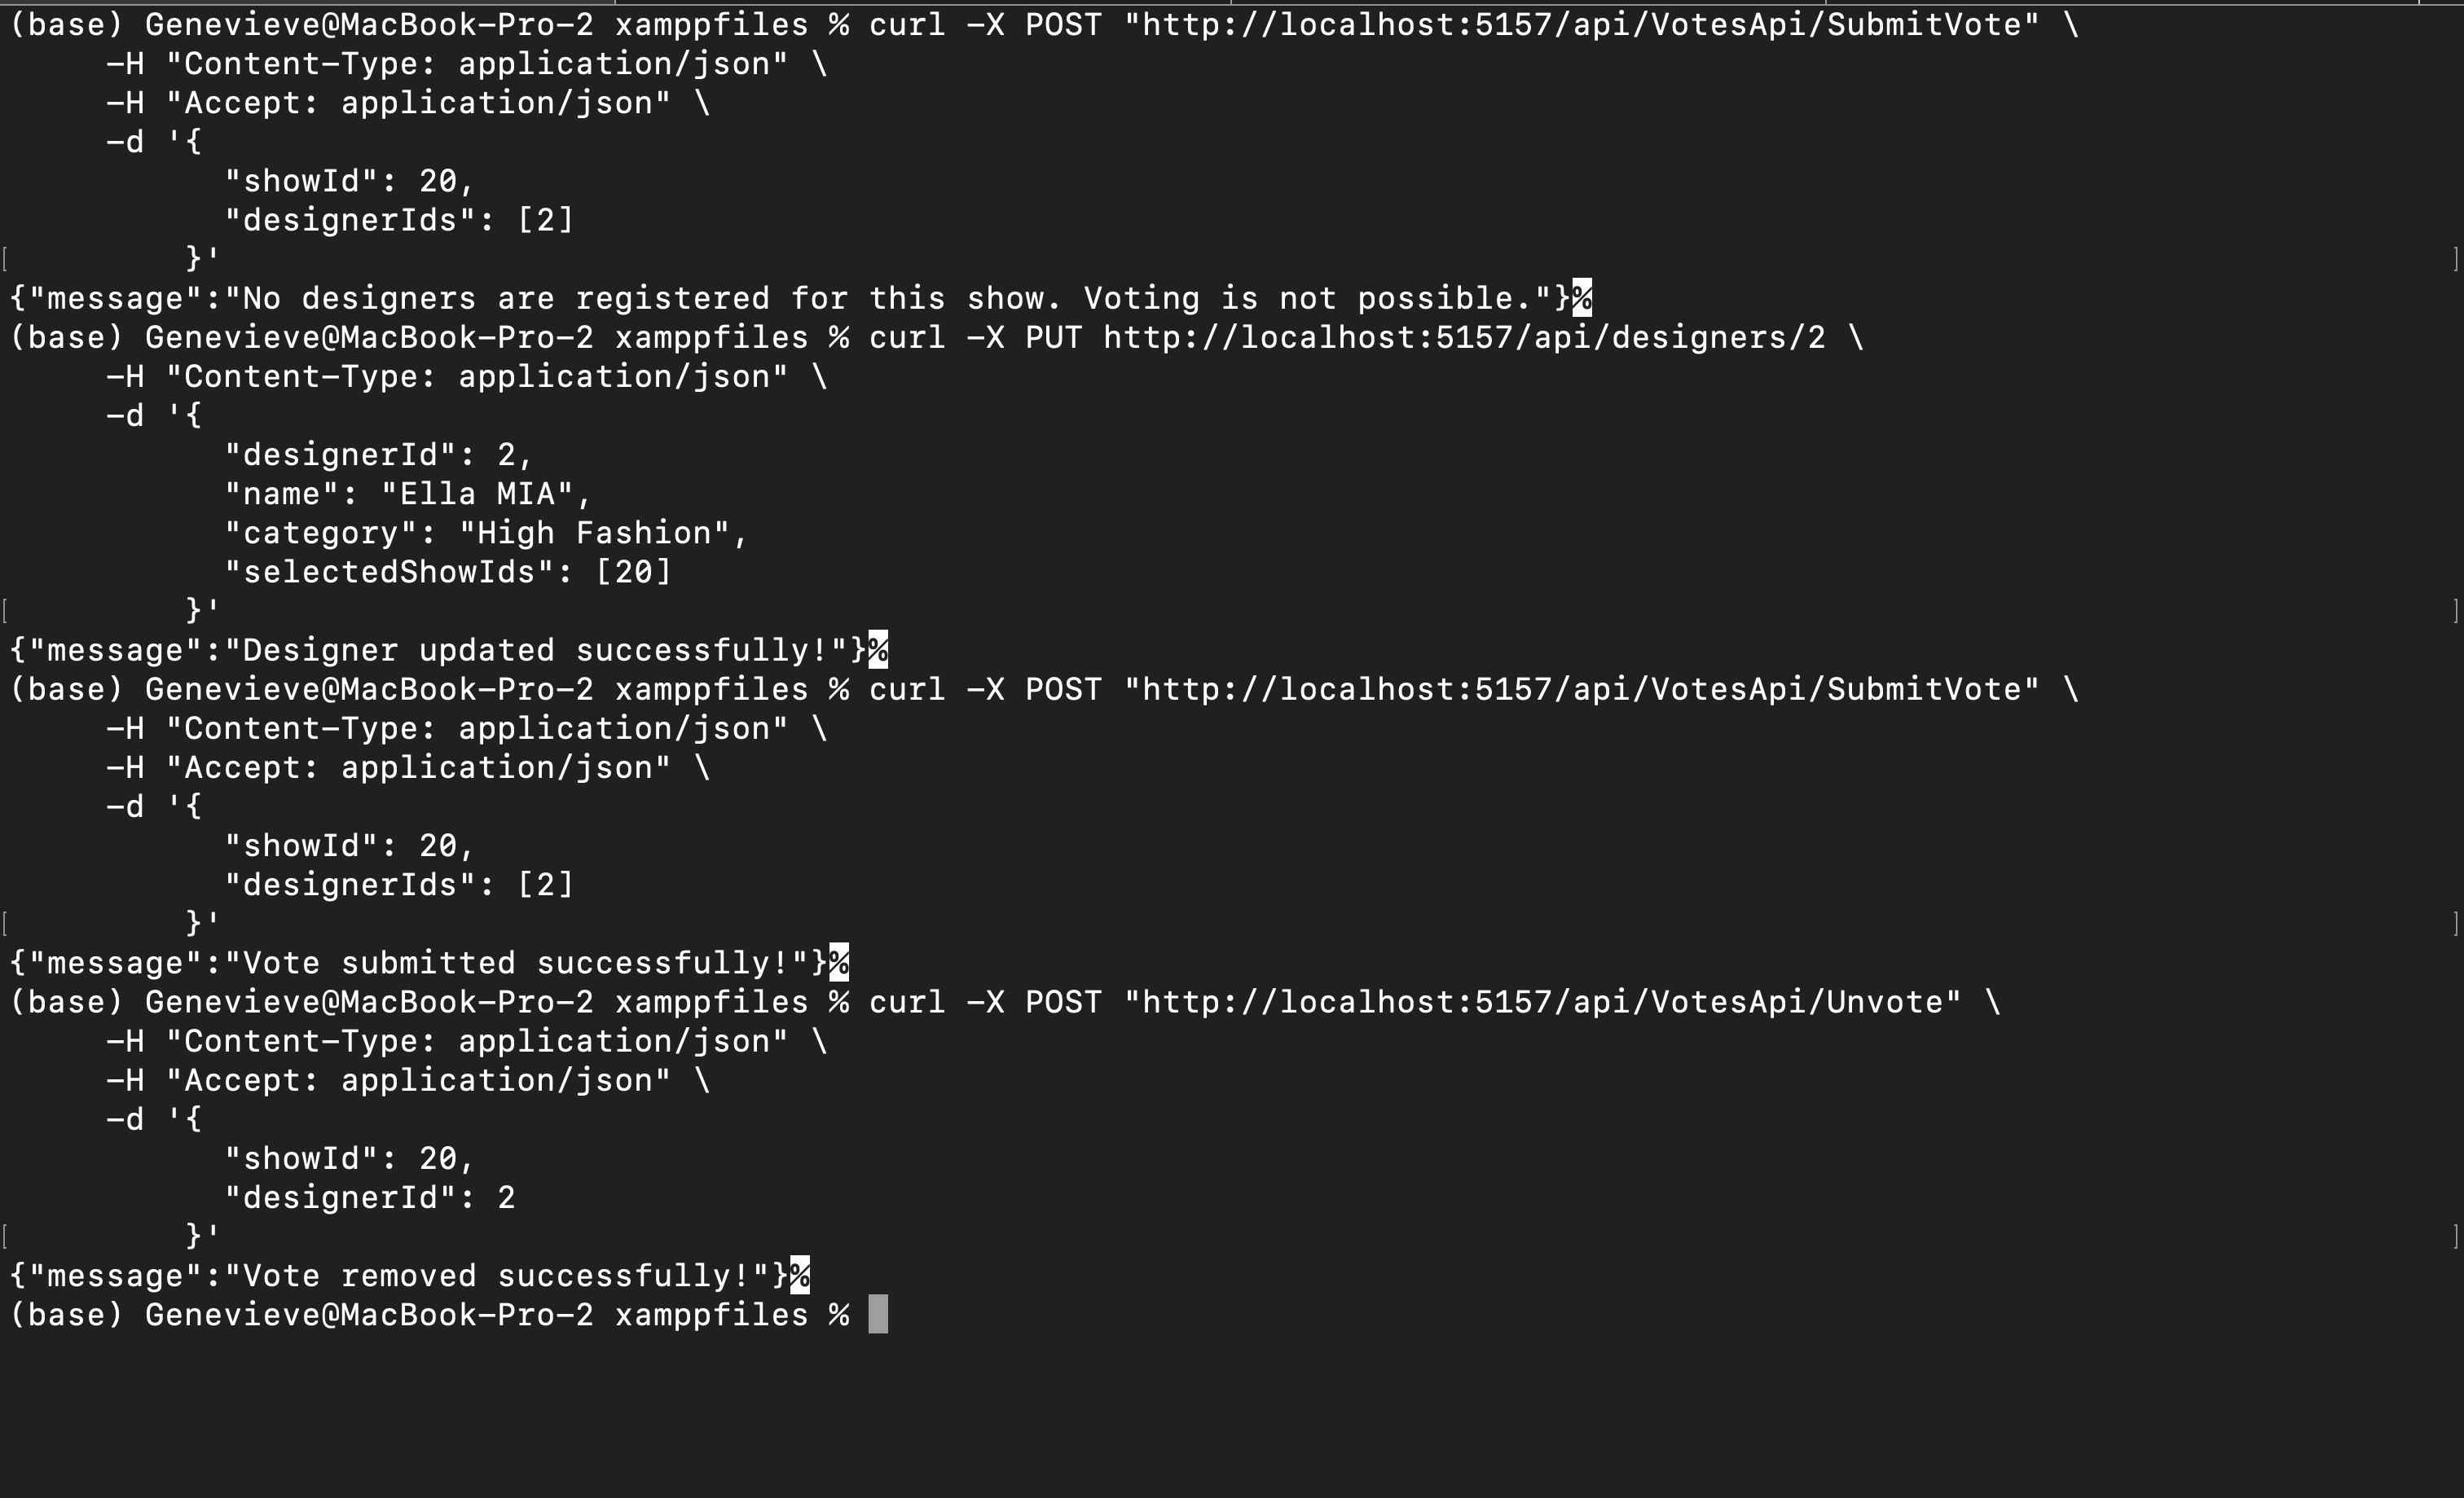 (base) Genevieve@MacBook-Pro-2 xamppfiles % curl -X POST "http://localhost:5157/api/VotesApi/SubmitVote" \
     -H "Content-Type: application/json" \
     -H "Accept: application/json" \
     -d '{
           "showId": 20,
           "designerIds": [2]
[        }' ]
{"message":"No designers are registered for this show. Voting is not possible."}%
(base) Genevieve@MacBook-Pro-2 xamppfiles % curl -X PUT http://localhost:5157/api/designers/2 \
     -H "Content-Type: application/json" \
     -d '{
           "designerId": 2,
           "name": "Ella MIA",
           "category": "High Fashion",
           "selectedShowIds": [20]
[        }' ]
{"message":"Designer updated successfully!"}%
(base) Genevieve@MacBook-Pro-2 xamppfiles % curl -X POST "http://localhost:5157/api/VotesApi/SubmitVote" \
     -H "Content-Type: application/json" \
     -H "Accept: application/json" \
     -d '{
           "showId": 20,
           "designerIds": [2]
[        }' ]
{"message":"Vote submitted successfully!"}%
(base) Genevieve@MacBook-Pro-2 xamppfiles % curl -X POST "http://localhost:5157/api/VotesApi/Unvote" \
     -H "Content-Type: application/json" \
     -H "Accept: application/json" \
     -d '{
           "showId": 20,
           "designerId": 2
[        }' ]
{"message":"Vote removed successfully!"}%
(base) Genevieve@MacBook-Pro-2 xamppfiles %